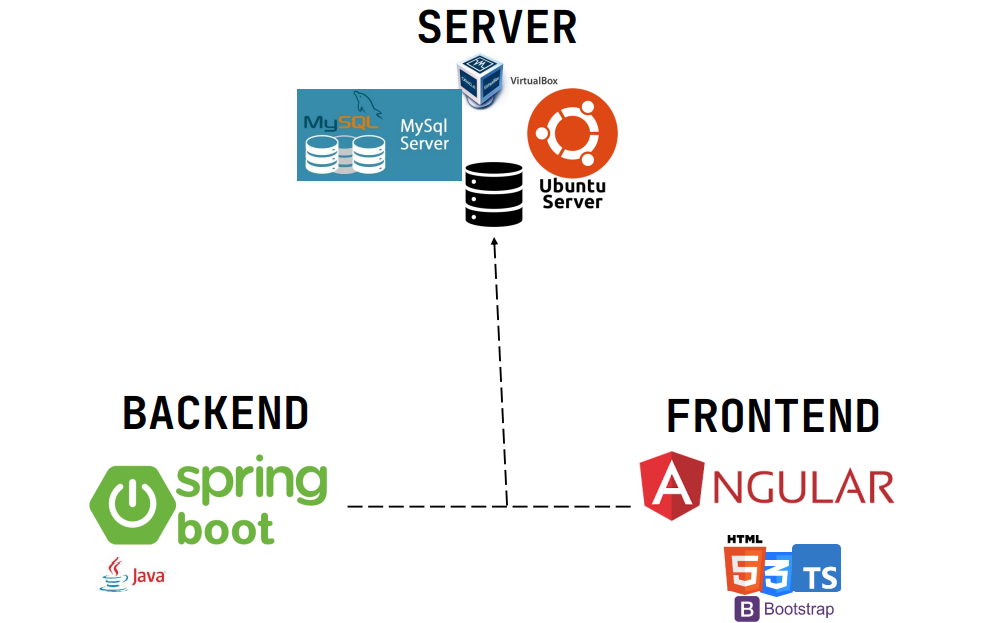 SERVER
VirtualBox
MySQL
MySql
Server
Ubuntu
Server
BACKEND
FRONTEND
spring
boot
ANGULAR
Java
HTML
5
3
TS
B Bootstrap